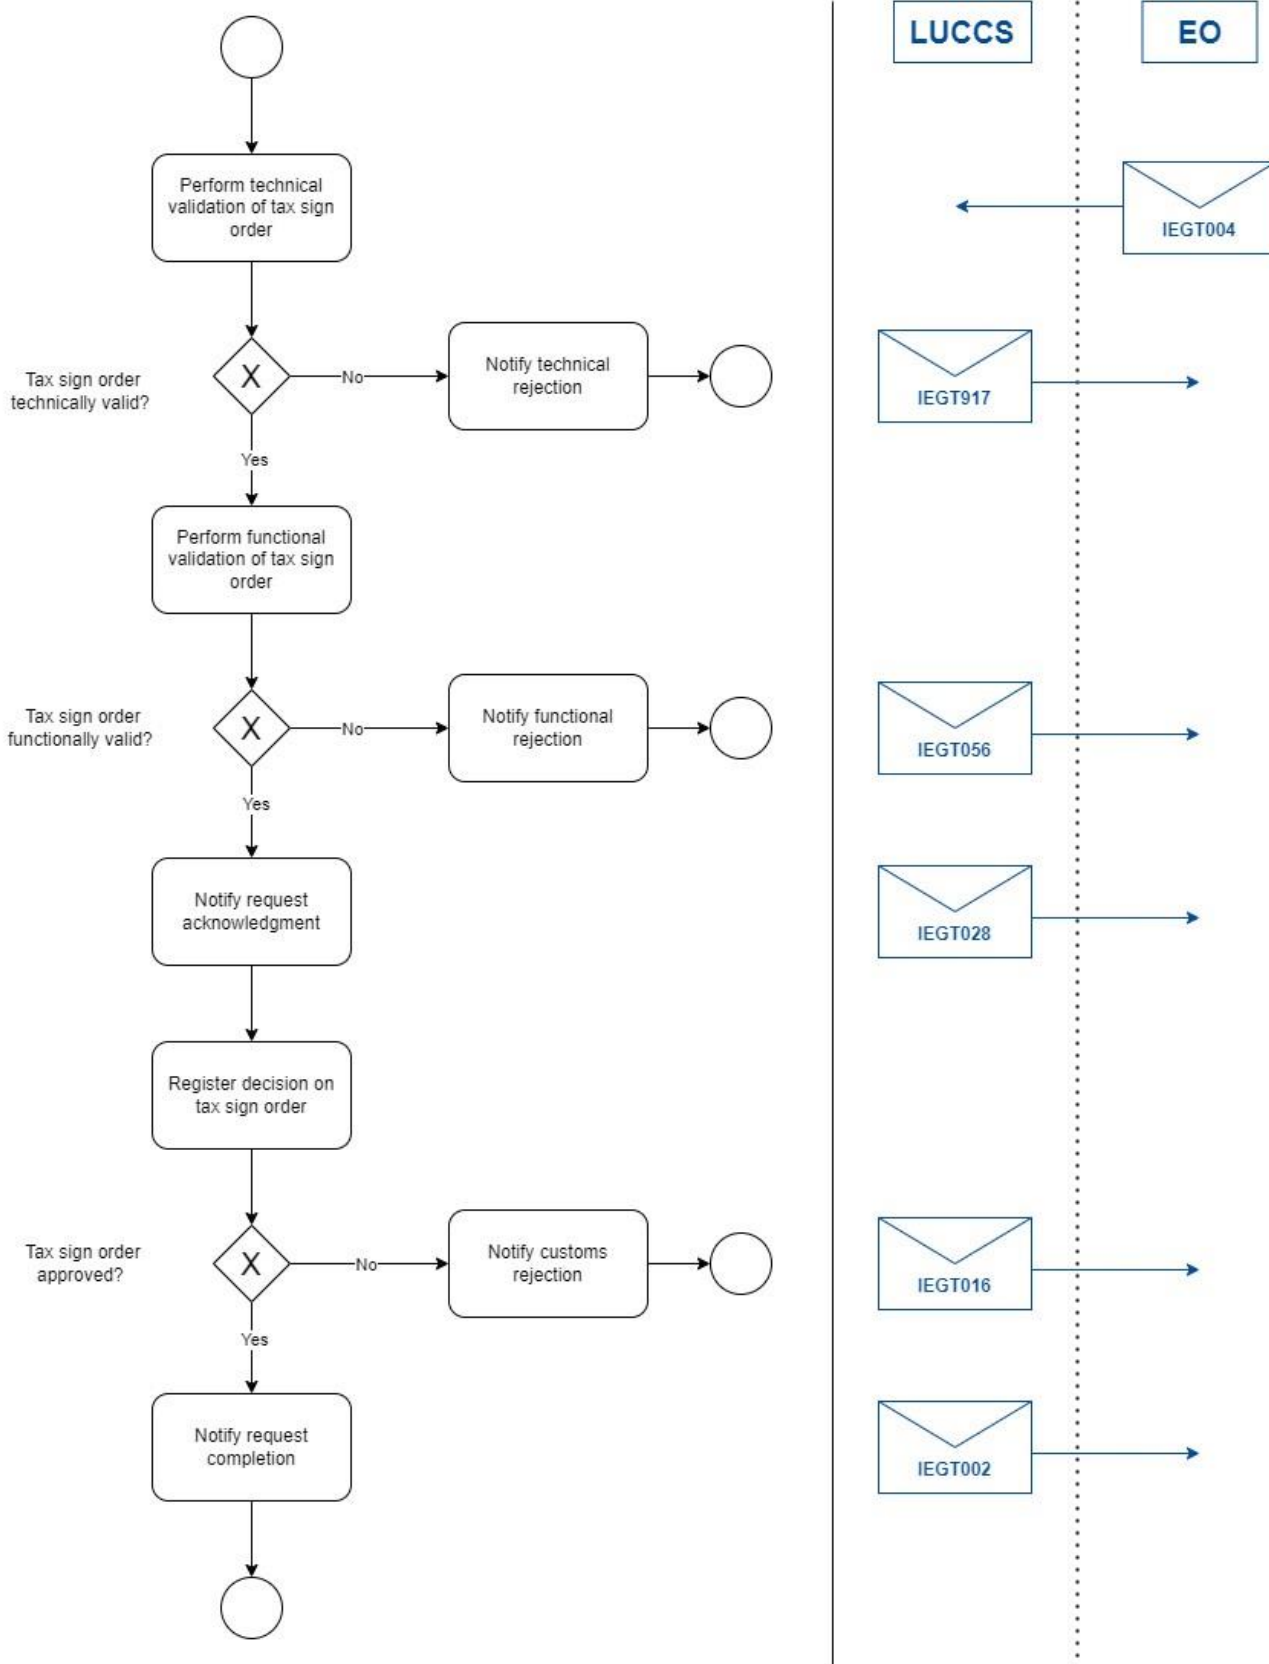 LUCCS
EO
Perform technical
validation of tax sign
order
IEGT004
Tax sign order
technically valid?
X
No
Notify technical
rejection
IEGT917
Yes
Perform functional
validation of tax sign
order
Tax sign order
functionally valid?
X
No
Notify functional
rejection
IEGT056
Yes
Notify request
acknowledgment
IEGT028
Register decision on
tax sign order
Tax sign order
approved?
X
No
Notify customs
rejection
IEGT016
Yes
Notify request
completion
IEGT002